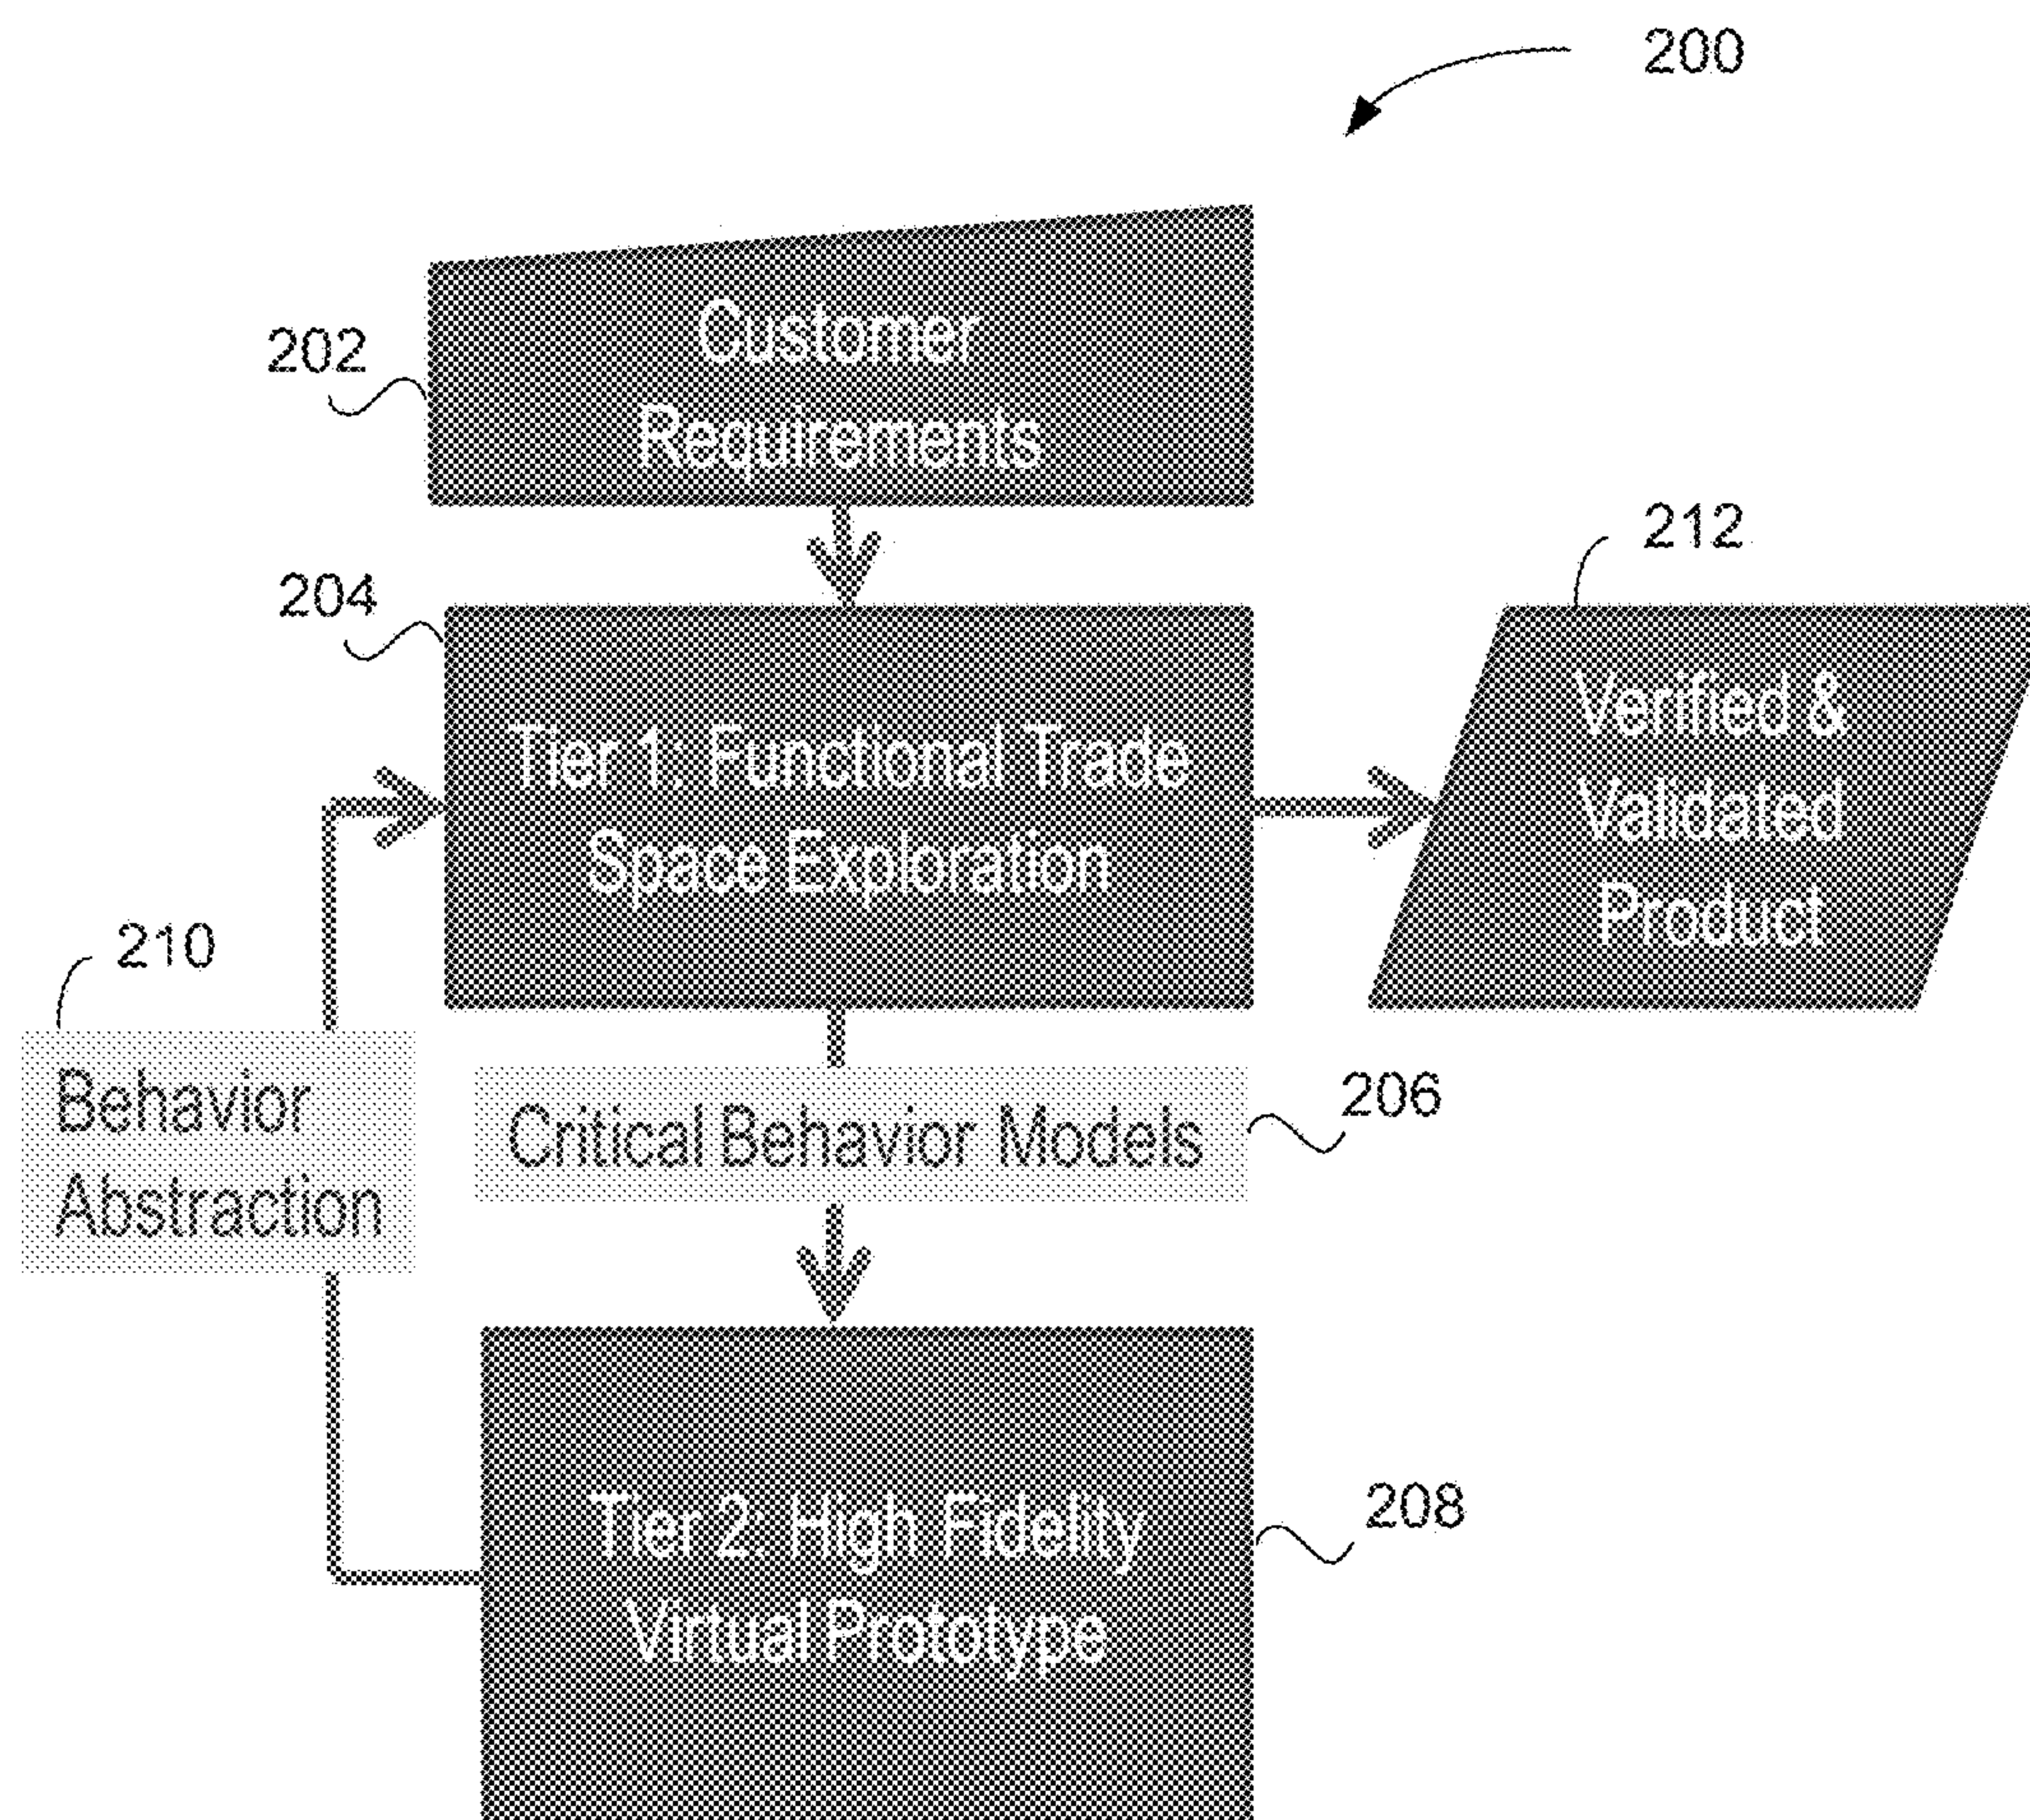 200
202
Customer
Requirements
204
212
Tier 1: Functional Trade
Space Exploration
Verified &
Validated
Product
210
Behavior
Abstraction
206
Critical Behavior Models
208
Tier 2: High Fidelity
Virtual Prototype